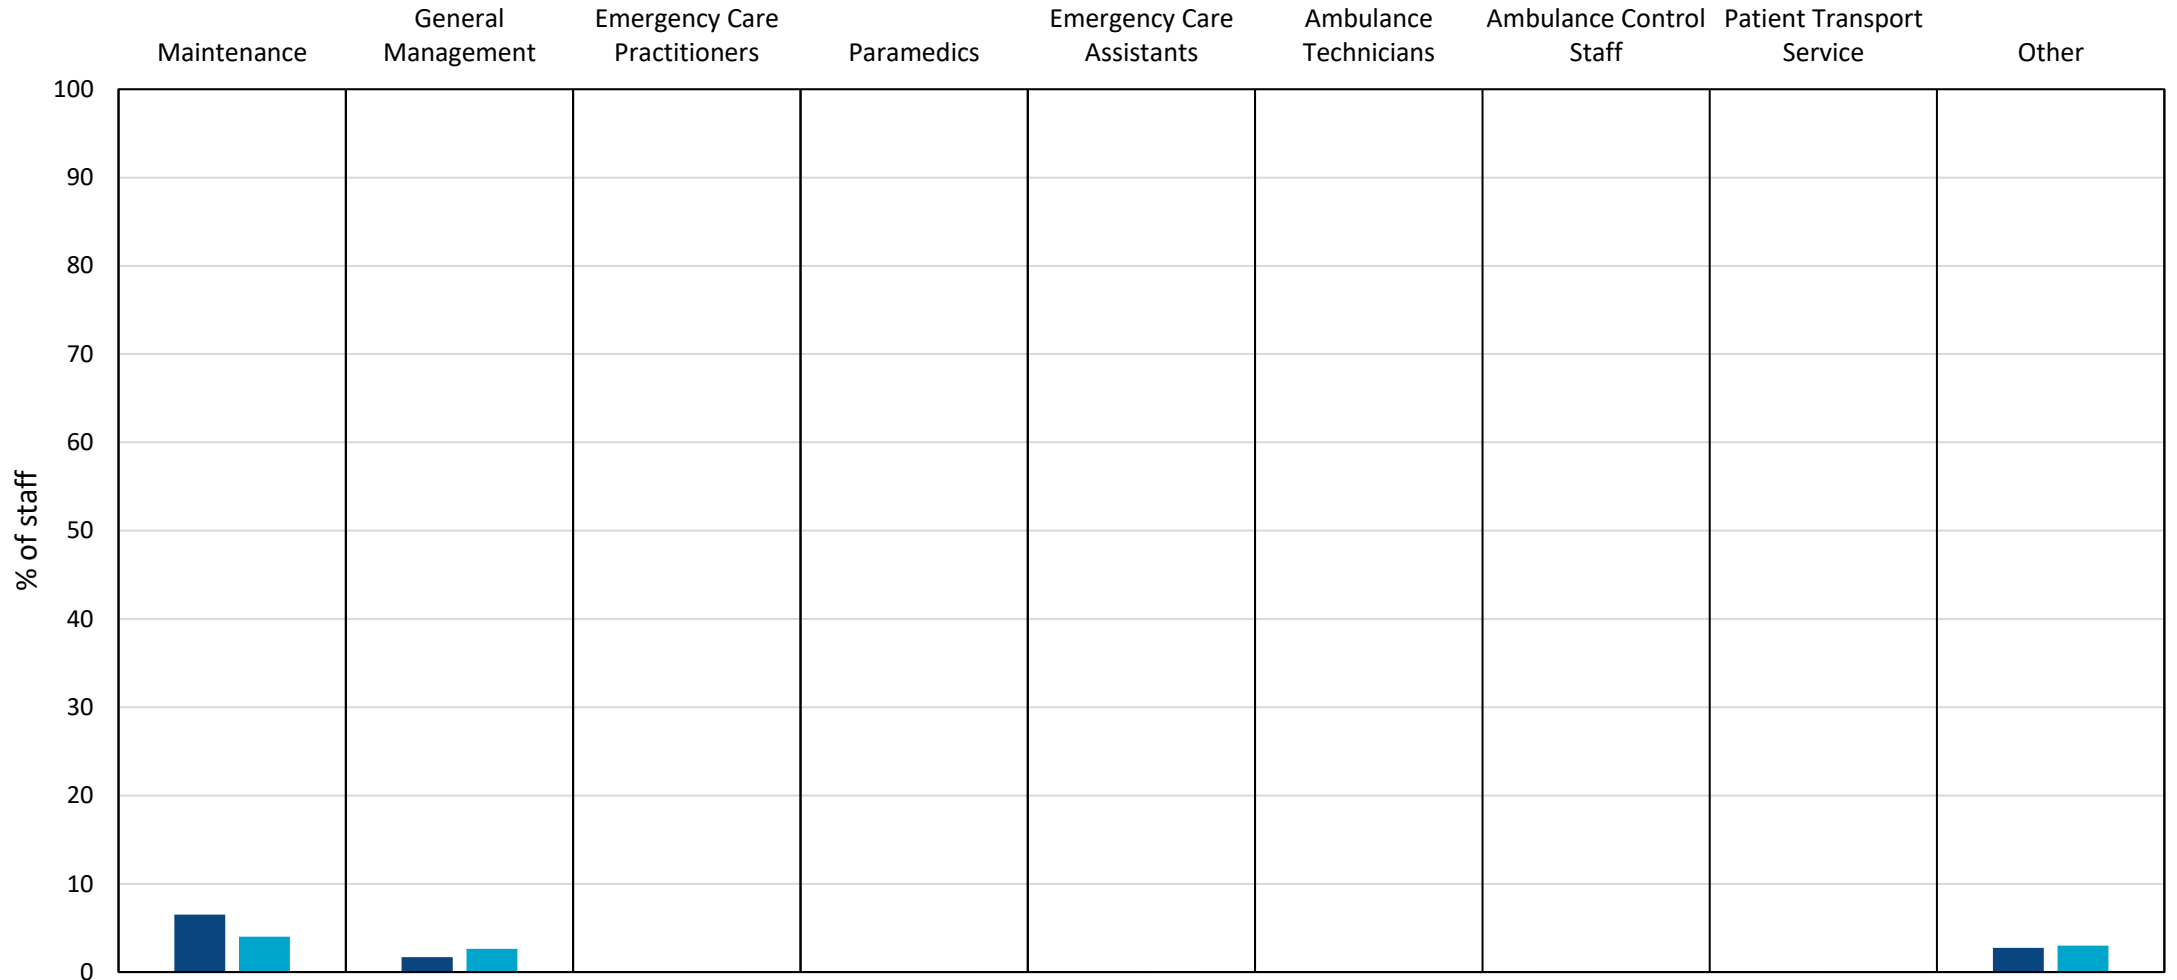 Maintenance
General
Management
Emergency Care
Practitioners
Paramedics
Emergency Care
Assistants
Ambulance
Technicians
Ambulance Control
Staff
Patient Transport
Service
Other
100
90
80
70
60
50
40
30
20
10
0
% of staff